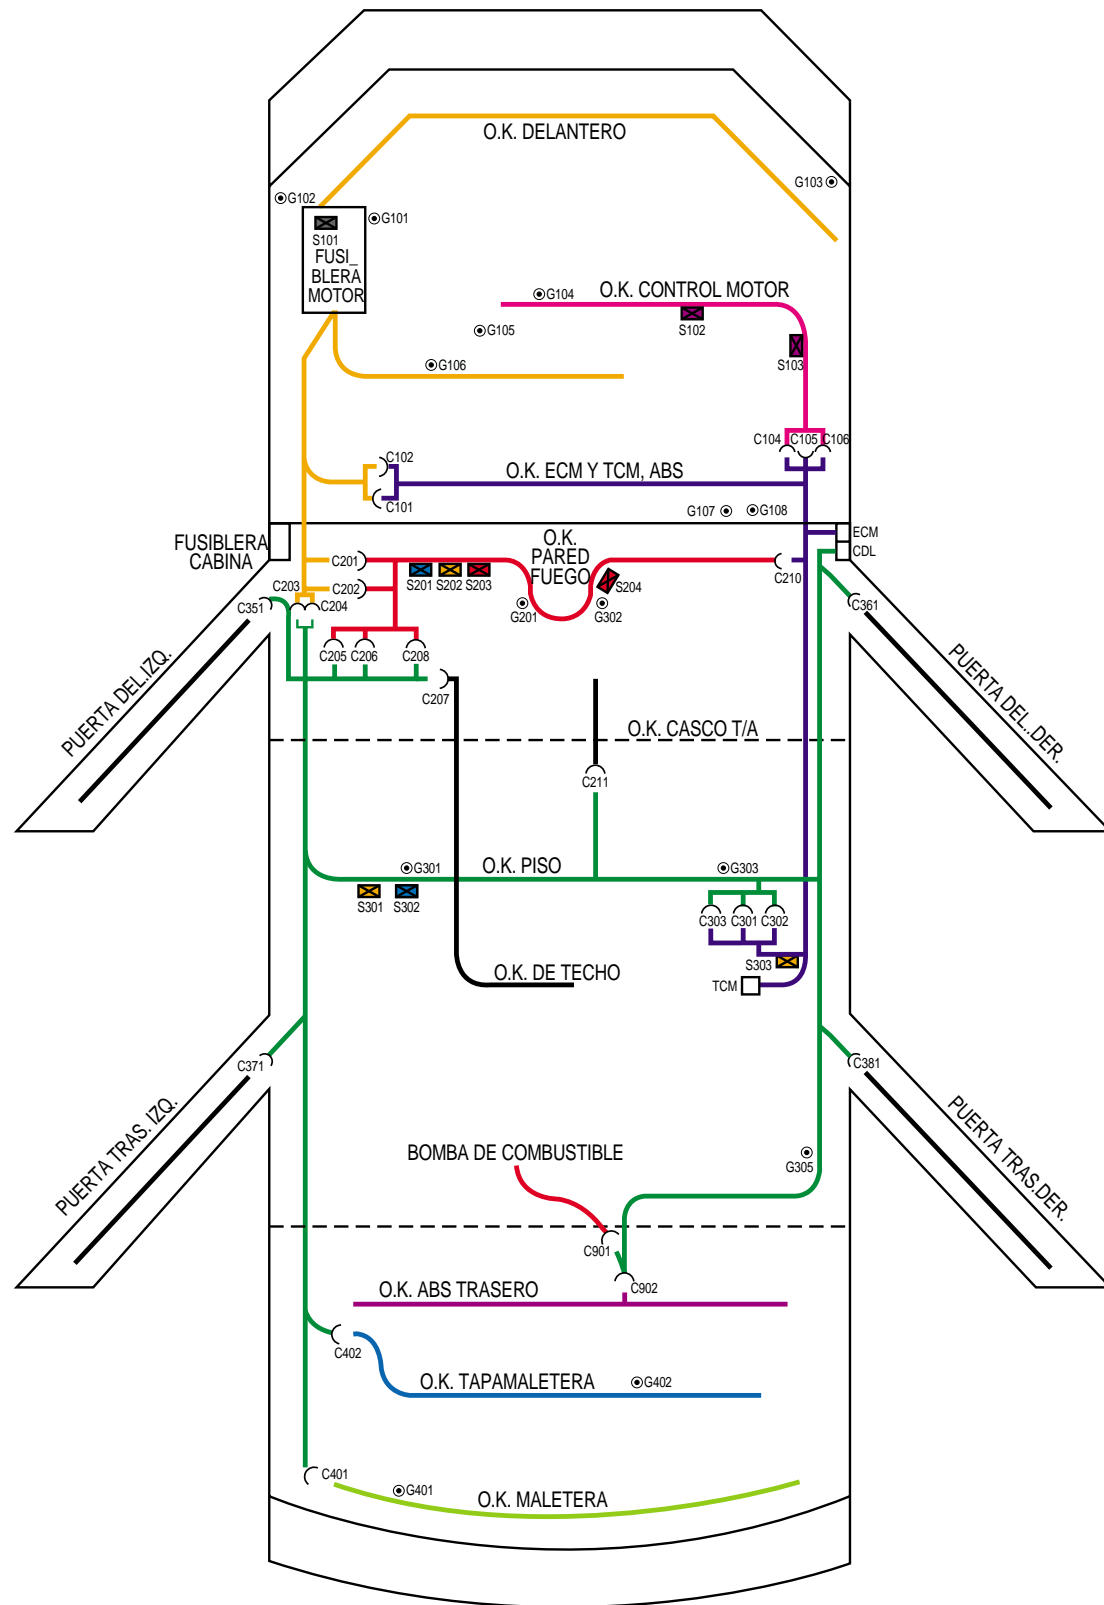 O.K. DELANTERO
G103
G102
G101
S101
FUSI_
BLERA
MOTOR
G104
O.K. CONTROL MOTOR
G105
S102
G106
S103
C104
C105
C106
C102
O.K. ECM Y TCM, ABS
C101
G107
G108
FUSIBLERA
CABINA
O.K.
PARED
FUEGO
ECM
CDL
C201
S201
S202
S203
S204
C210
C203
C202
C204
C351
G201
G302
C361
C205
C206
C208
C207
PUERTA DEL.IZQ.
PUERTA DEL..DER.
O.K. CASCO T/A
C211
G301
O.K. PISO
G303
S301
S302
C303
C301
C302
S303
O.K. DE TECHO
TCM
C371
C381
PUERTA TRAS. IZQ.
PUERTA TRAS.DER.
BOMBA DE COMBUSTIBLE
G305
C901
O.K. ABS TRASERO
C902
C402
O.K. TAPAMALETERA
G402
C401
G401
O.K. MALETERA